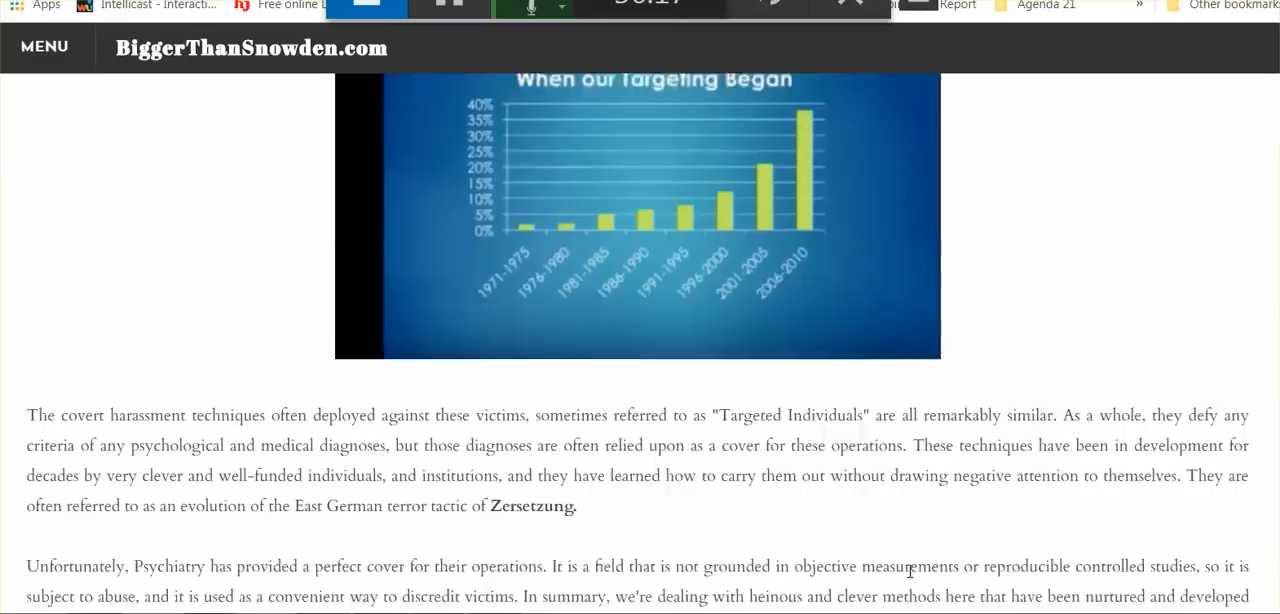 Apps
Intellicast - Interacti...
Free online
Report
Agenda 21
»
Other bookmark
MENU
BiggerThanSnowden.com
When our Targeting Began
40%
35%
30%
25%
20%
15%
10%
5%
0%
1971-1975
1976-1980
1981-1985
1986-1990
1991-1995
1996-2000
2001-2005
2006-2010
The covert harassment techniques often deployed against these victims, sometimes referred to as "Targeted Individuals" are all remarkably similar. As a whole, they defy any
criteria of any psychological and medical diagnoses, but those diagnoses are often relied upon as a cover for these operations. These techniques have been in development for
decades by very clever and well-funded individuals, and institutions, and they have learned how to carry them out without drawing negative attention to themselves. They are
often referred to as an evolution of the East German terror tactic of Zersetzung.
Unfortunately, Psychiatry has provided a perfect cover for their operations. It is a field that is not grounded in objective measurements or reproducible controlled studies, so it is
subject to abuse, and it is used as a convenient way to discredit victims. In summary, we're dealing with heinous and clever methods here that have been nurtured and developed